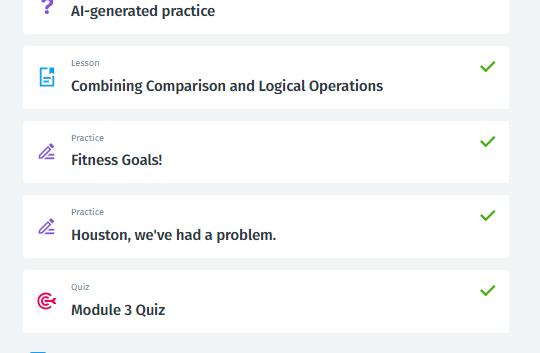 AI-generated practice
Lesson
Combining Comparison and Logical Operations
Practice
Fitness Goals!
Practice
Houston, we've had a problem.
Quiz
Module 3 Quiz